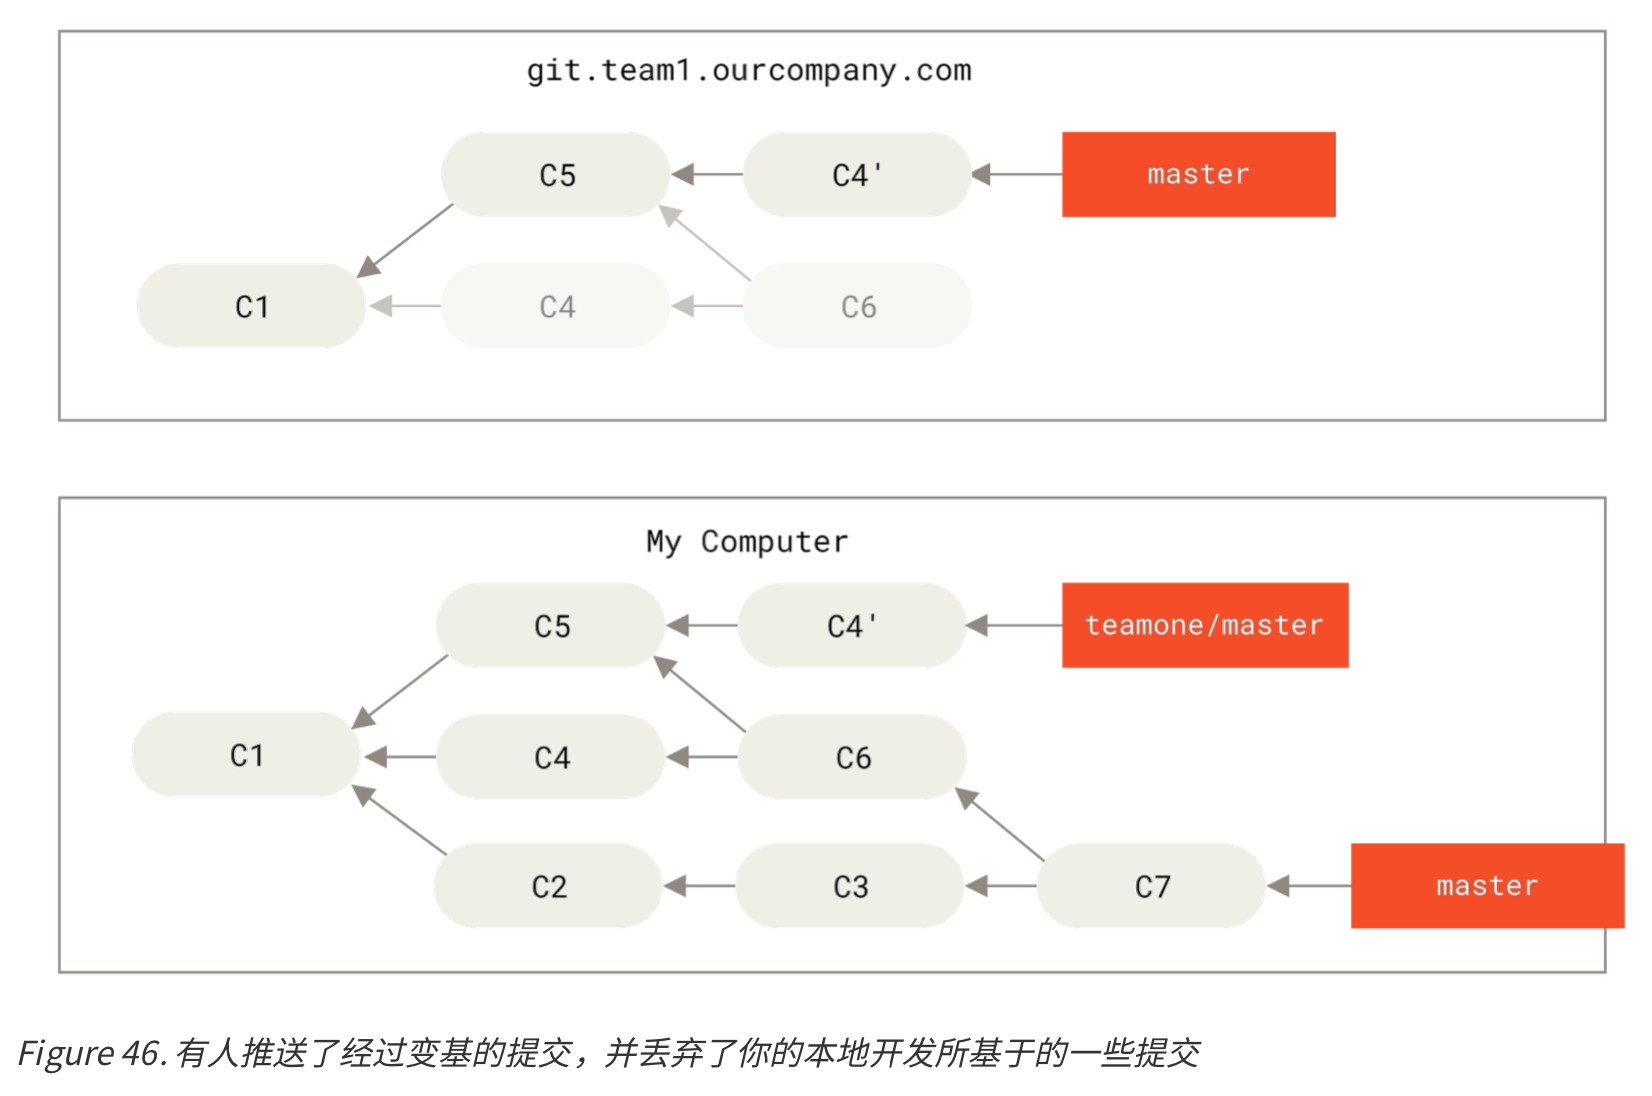 git.team1.ourcompany.com
C5
C4'
master
C1
C4
C6
My Computer
C5
C4'
teamone/master
C1
C4
C6
C2
C3
C7
master
Figure 46. 有人推送了经过变基的提交，并丢弃了你的本地开发所基于的一些提交